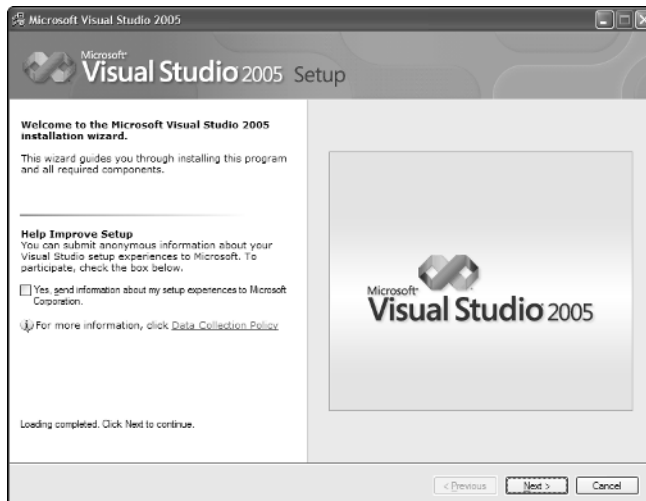 Microsoft Visual Studio 2005
Microsoft
Visual Studio 2005 Setup
Welcome to the Microsoft Visual Studio 2005
installation wizard.
This wizard guides you through installing this program
and all required components.
Help Improve Setup
You can submit anonymous information about your
Visual Studio setup experiences to Microsoft. To
participate, check the box below.
Yes, send information about my setup experiences to Microsoft
Corporation.
For more information, click Data Collection Policy
Loading completed. Click Next to continue.
Microsoft
Visual Studio 2005
< Previous
Next >
Cancel